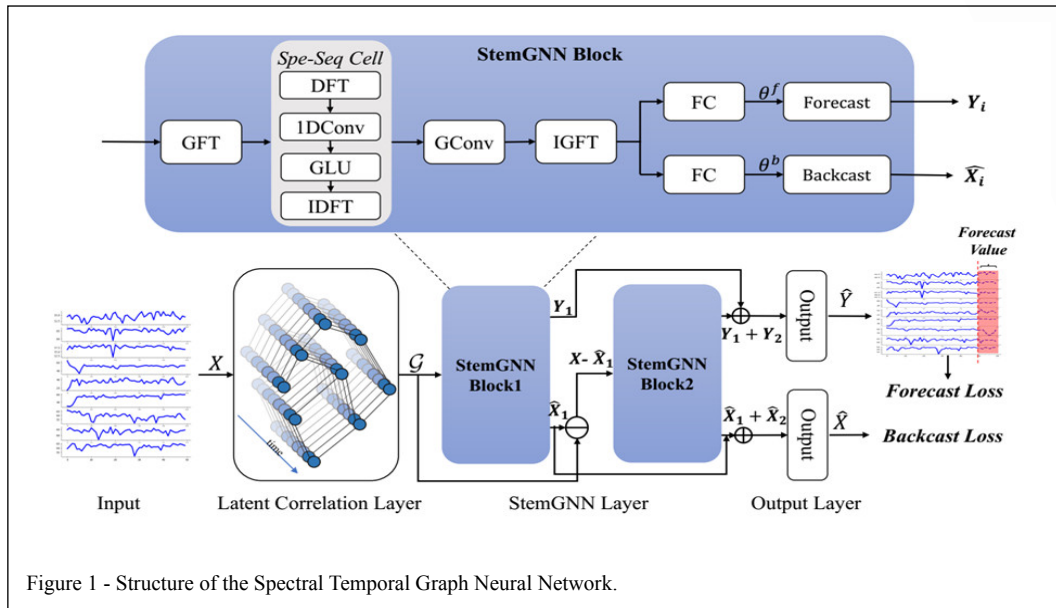 StemGNN Block
Spe-Seq Cell
DFT
1DConv
GLU
IDFT
GFT
GConv
IGFT
FC
θ^f
Forecast
Y_i
FC
θ^b
Backcast
X̂_i
Forecast
Value
Input
X
time
Latent Correlation Layer
𝒢
StemGNN
Block1
Y_1
X̂_1
X- X̂_1
StemGNN
Block2
StemGNN Layer
Y_1 + Y_2
X̂_1 + X̂_2
Output
Ŷ
Output
X̂
Output Layer
Forecast Loss
Backcast Loss
Figure 1 - Structure of the Spectral Temporal Graph Neural Network.